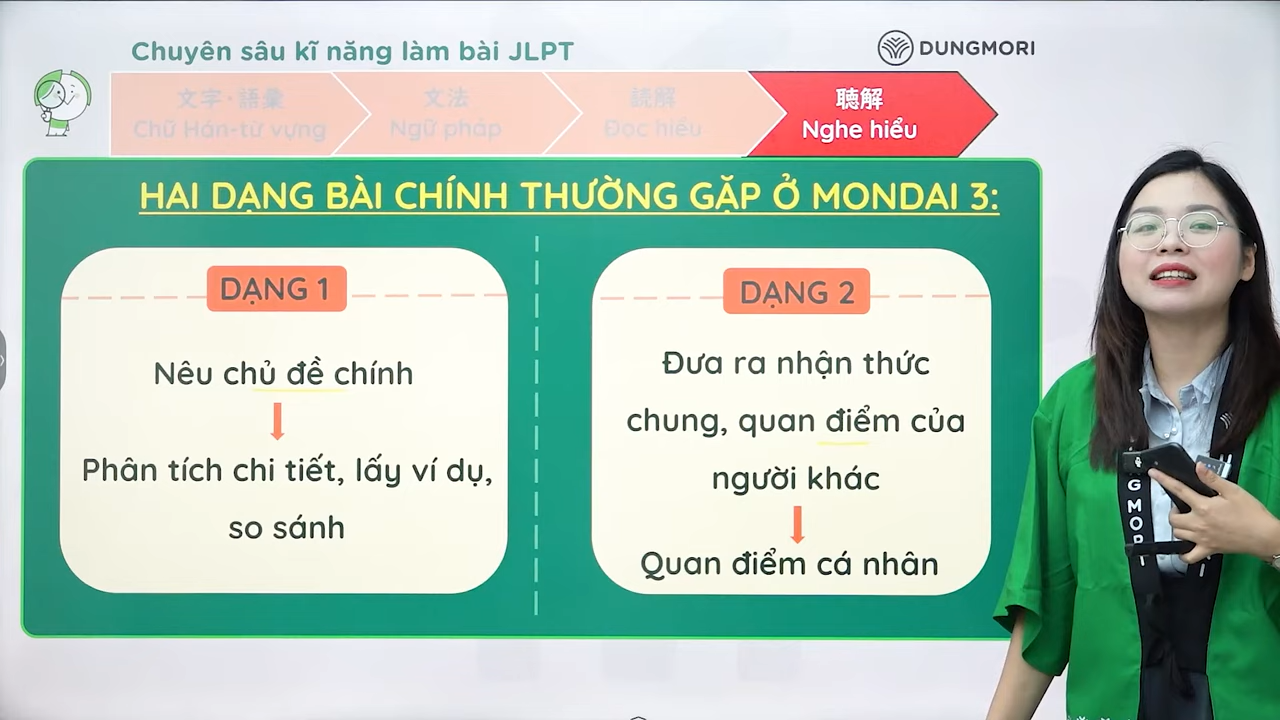 Chuyên sâu kĩ năng làm bài JLPT
DUNGMORI
文字・語彙
Chữ Hán-từ vựng
文法
Ngữ pháp
読解
Đọc hiểu
聴解
Nghe hiểu
HAI DẠNG BÀI CHÍNH THƯỜNG GẶP Ở MONDAI 3:
DẠNG 1
Nêu chủ đề chính
Phân tích chi tiết, lấy ví dụ,
so sánh
DẠNG 2
Đưa ra nhận thức
chung, quan điểm của
người khác
Quan điểm cá nhân